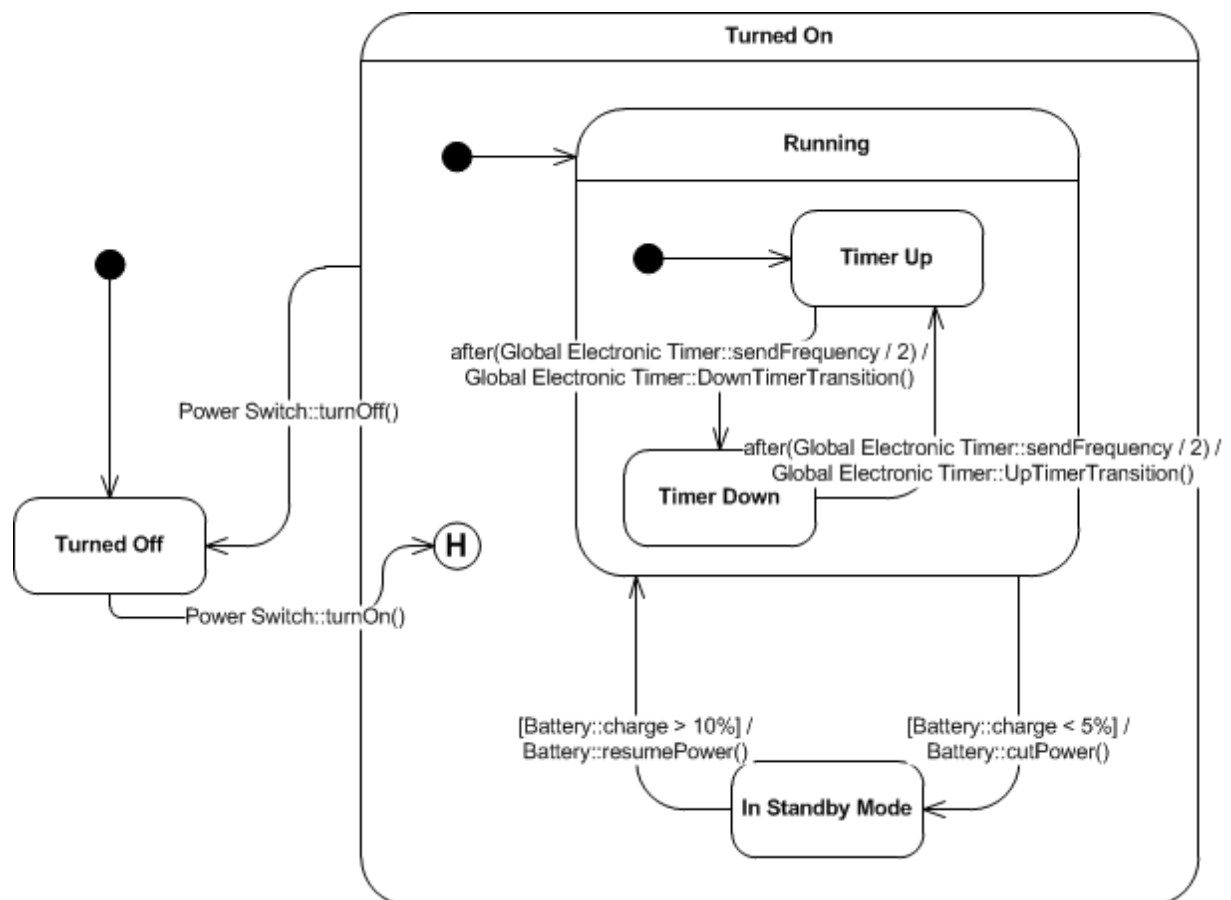 Turned On
Running
Timer Up
after(Global Electronic Timer::sendFrequency / 2) /
Global Electronic Timer::DownTimerTransition()
Power Switch::turnOff()
after(Global Electronic Timer::sendFrequency / 2) /
Global Electronic Timer::UpTimerTransition()
Timer Down
Turned Off
H
Power Switch::turnOn()
[Battery::charge > 10%] /
Battery::resumePower()
[Battery::charge < 5%] /
Battery::cutPower()
In Standby Mode